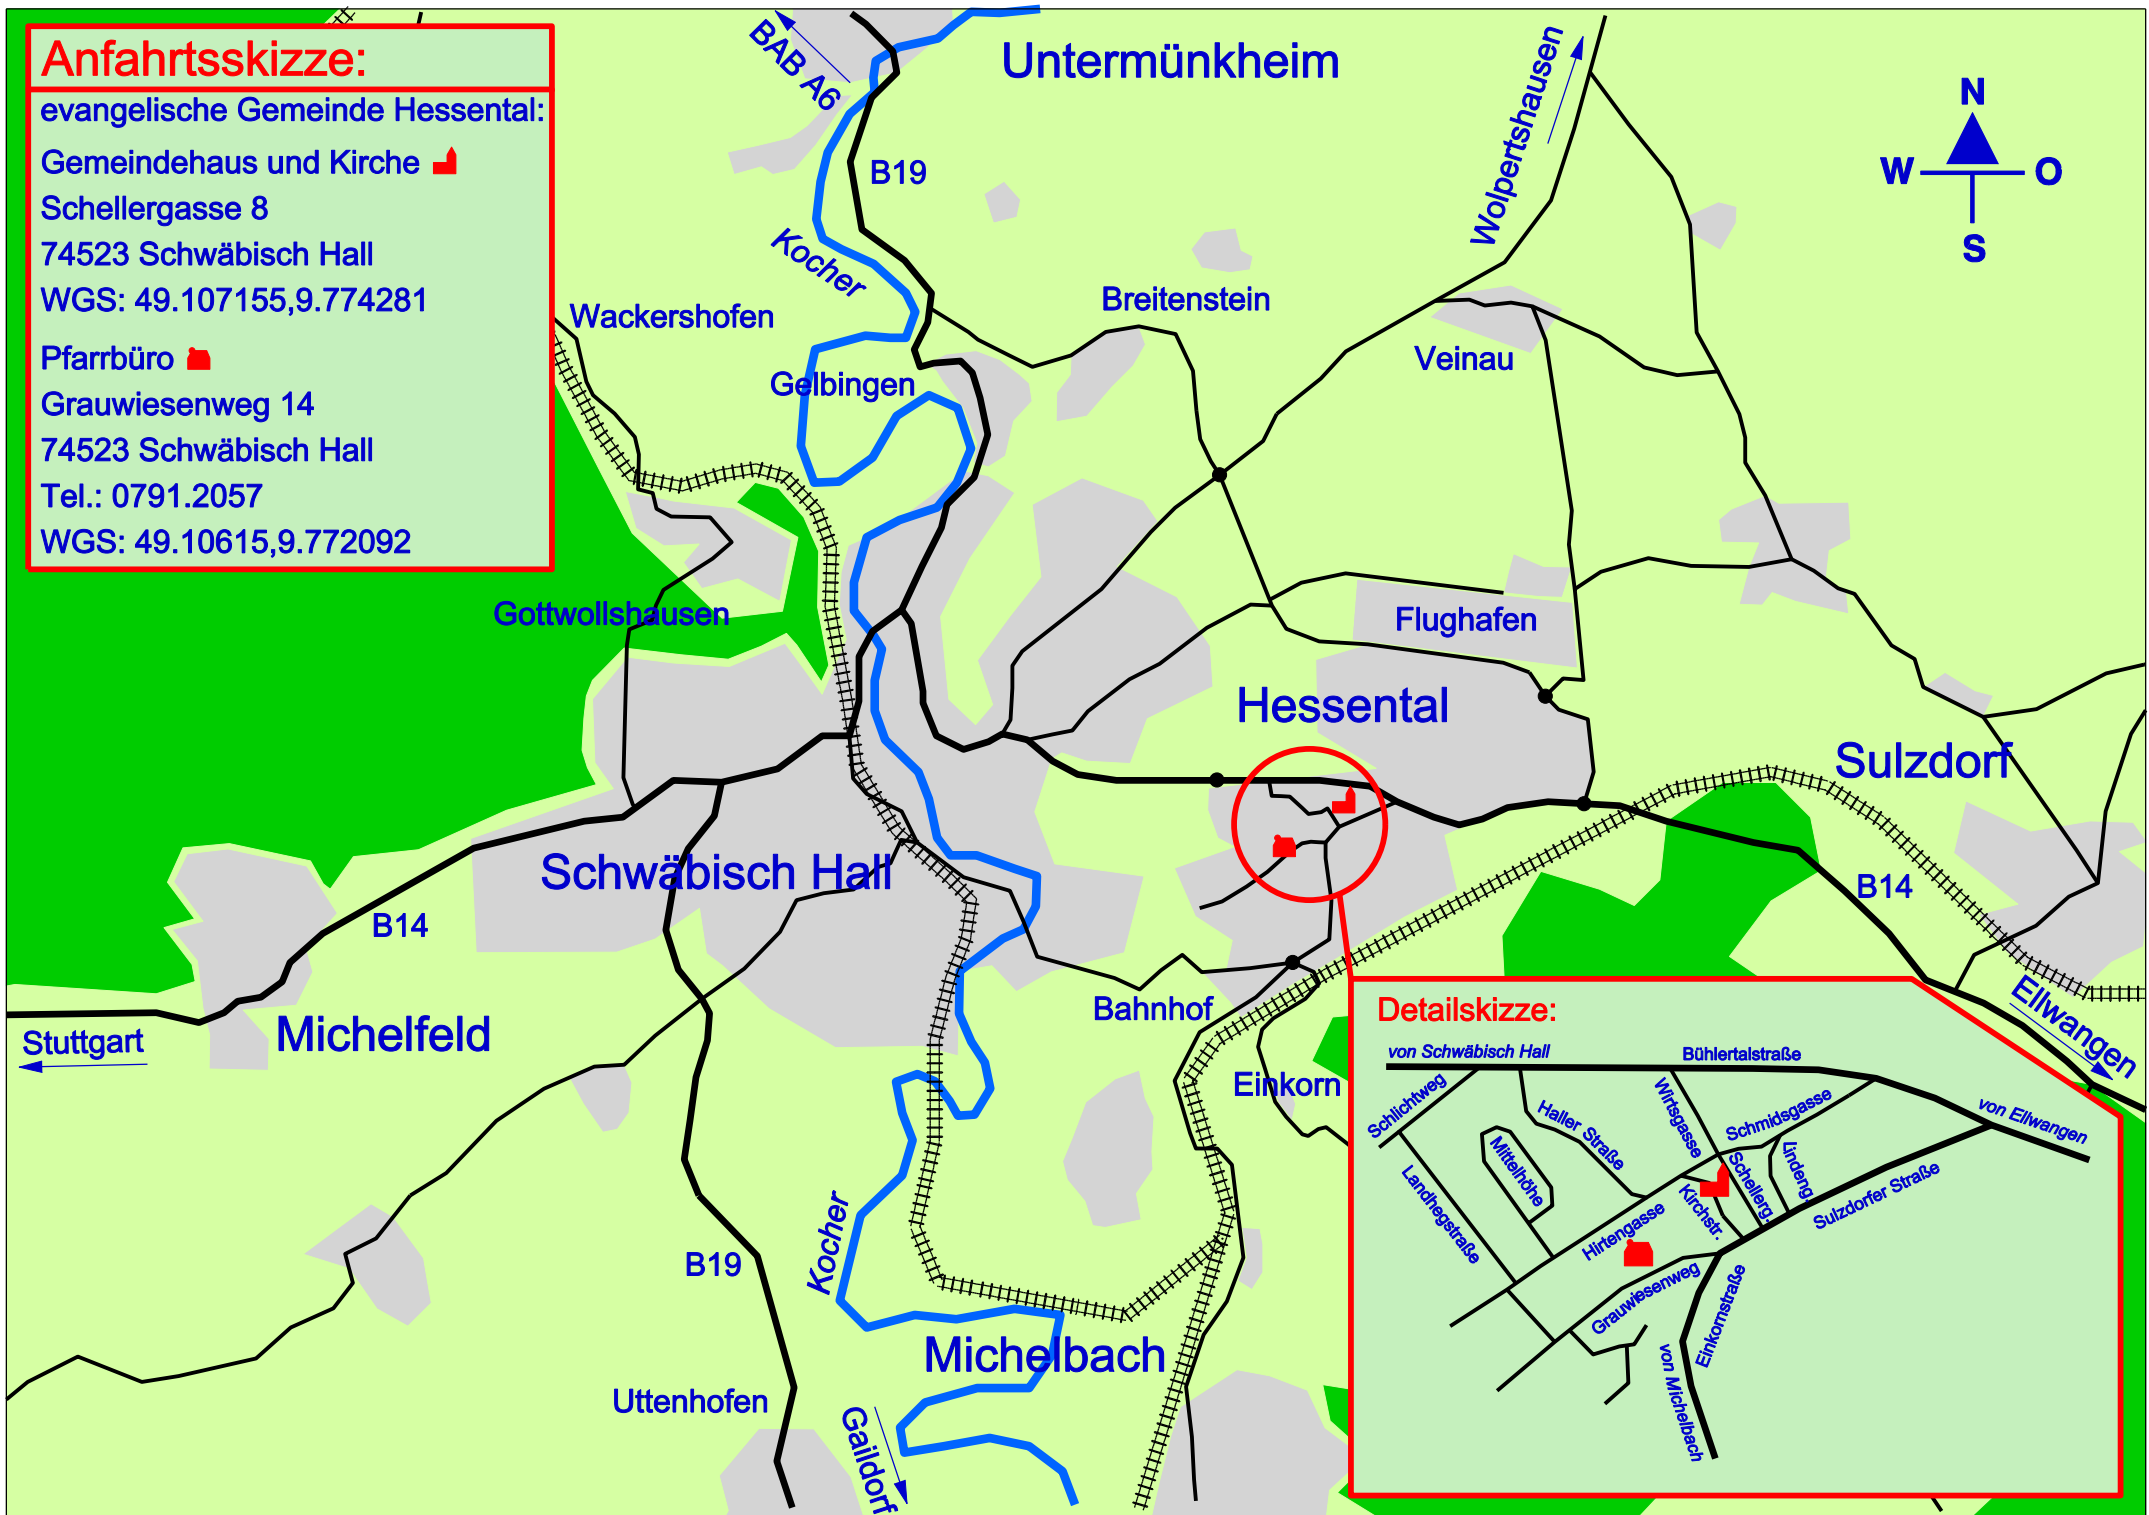 Anfahrtsskizze:
evangelische Gemeinde Hessental:
Gemeindehaus und Kirche
Schellergasse 8
74523 Schwäbisch Hall
WGS: 49.107155,9.774281
Pfarrbüro
Grauwiesenweg 14
74523 Schwäbisch Hall
Tel.: 0791.2057
WGS: 49.10615,9.772092
BAB A6
Untermünkheim
Wolpertshausen
N
W
O
S
B19
Kocher
Wackershofen
Breitenstein
Veinau
Gelbingen
Gottwollshausen
Flughafen
Hessental
Sulzdorf
Schwäbisch Hall
B14
B14
Michelfeld
Stuttgart
Bahnhof
Einkorn
Ellwangen
Kocher
B19
Michelbach
Uttenhofen
Gaildorf
Detailskizze:
von Schwäbisch Hall
Bühlertalstraße
Schlichtweg
Haller Straße
Wirtsgasse
Schmidsgasse
von Ellwangen
Mittelhöhe
Landhegstraße
Schellerg.
Lindeng.
Kirchstr.
Sulzdorfer Straße
Hirtengasse
Grauwiesenweg
Einkornstraße
von Michelbach